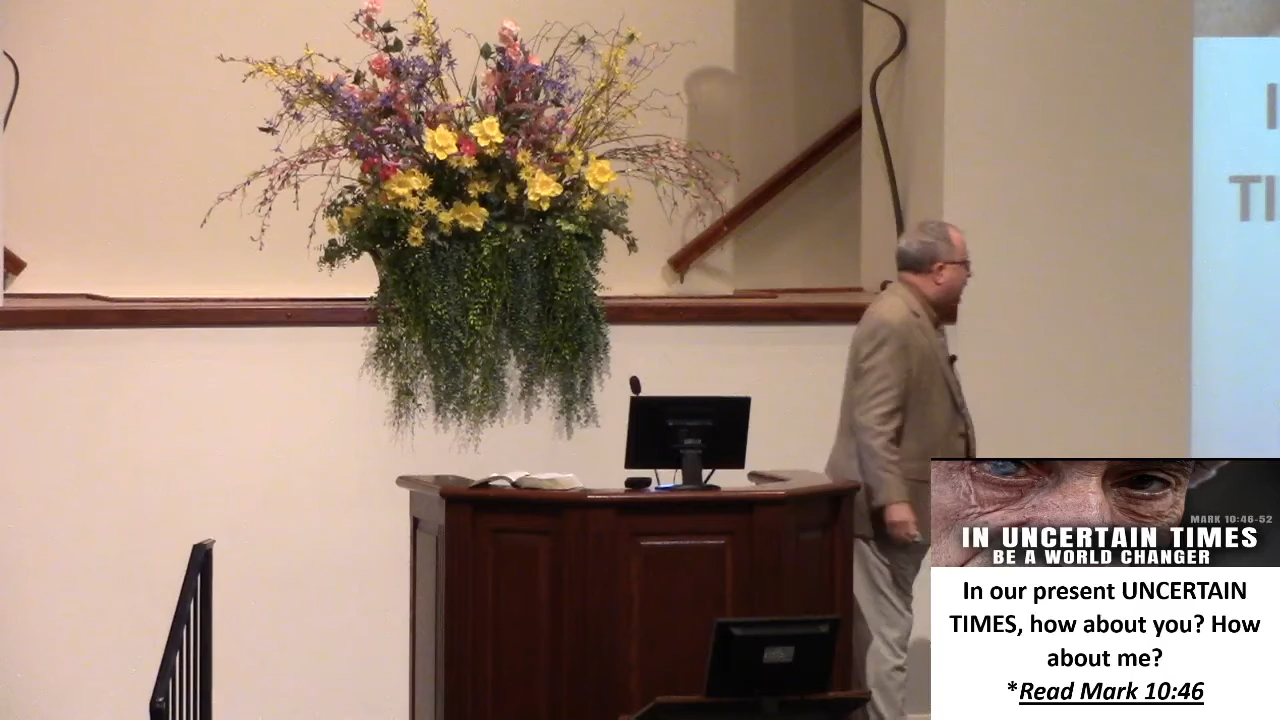 MARK 10:46-52
IN UNCERTAIN TIMES
BE A WORLD CHANGER
In our present UNCERTAIN
TIMES, how about you? How
about me?
*Read Mark 10:46